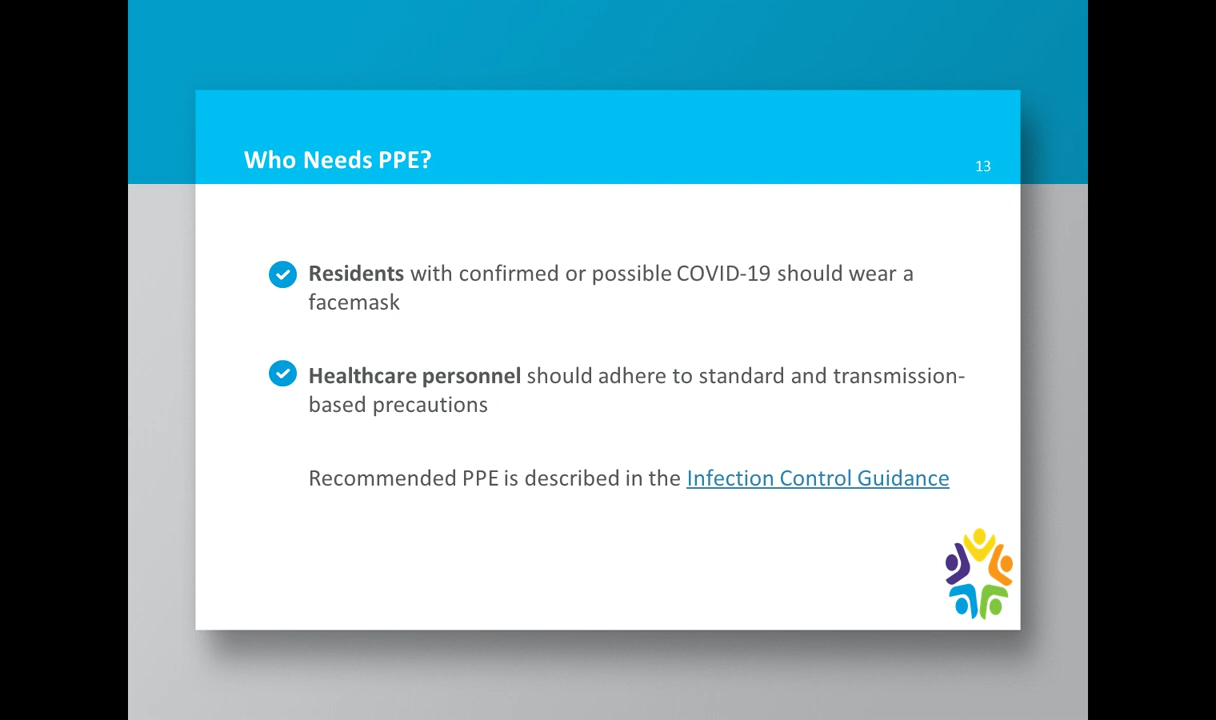 Who Needs PPE?
13
Residents with confirmed or possible COVID-19 should wear a
facemask
Healthcare personnel should adhere to standard and transmission-
based precautions
Recommended PPE is described in the Infection Control Guidance